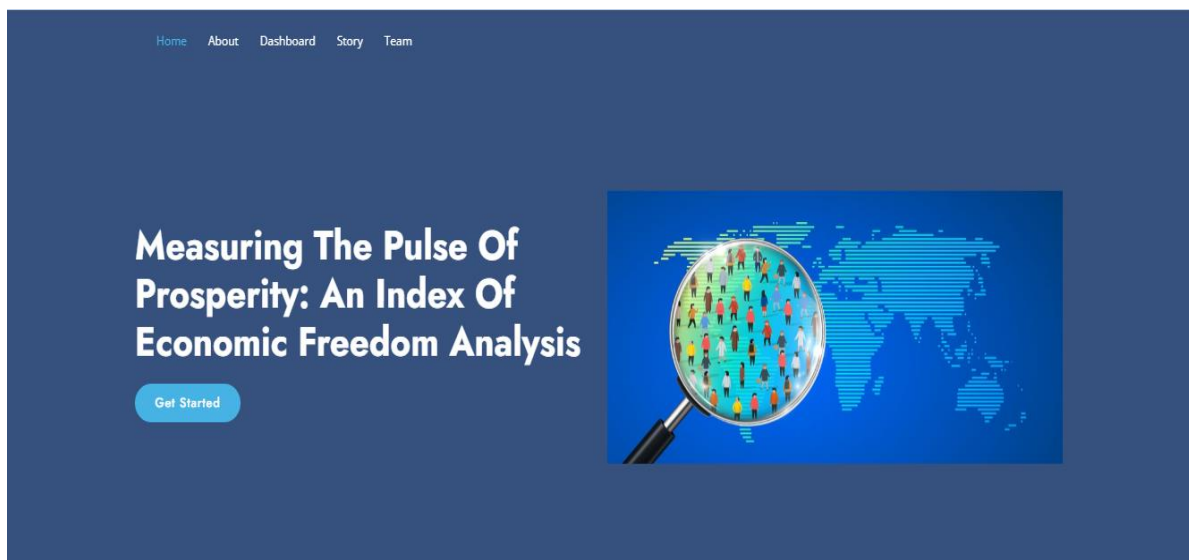 Home About Dashboard Story Team
Measuring The Pulse Of
Prosperity: An Index Of
Economic Freedom Analysis
Get Started